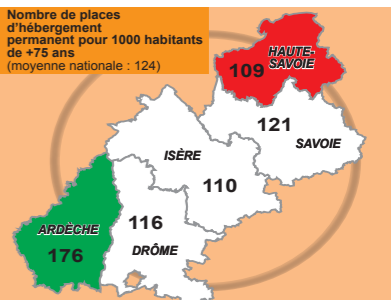 Nombre de places
d'hébergement
permanent pour 1000 habitants
de +75 ans
(moyenne nationale : 124)
HAUTE-
SAVOIE
109
121
SAVOIE
ISÈRE
110
116
DRÔME
ARDÈCHE
176